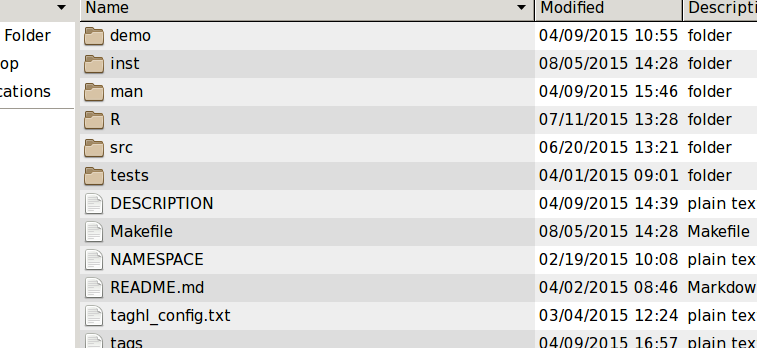 Name Modified Descripti
Folder demo 04/09/2015 10:55 folder
op inst 08/05/2015 14:28 folder
cations man 04/09/2015 15:46 folder
R 07/11/2015 13:28 folder
src 06/20/2015 13:21 folder
tests 04/01/2015 09:01 folder
DESCRIPTION 04/09/2015 14:39 plain tex
Makefile 08/05/2015 14:28 Makefile
NAMESPACE 02/19/2015 10:08 plain tex
README.md 04/02/2015 08:46 Markdow
taghl_config.txt 03/04/2015 12:24 plain tex
tags 04/09/2015 16:57 plain tex